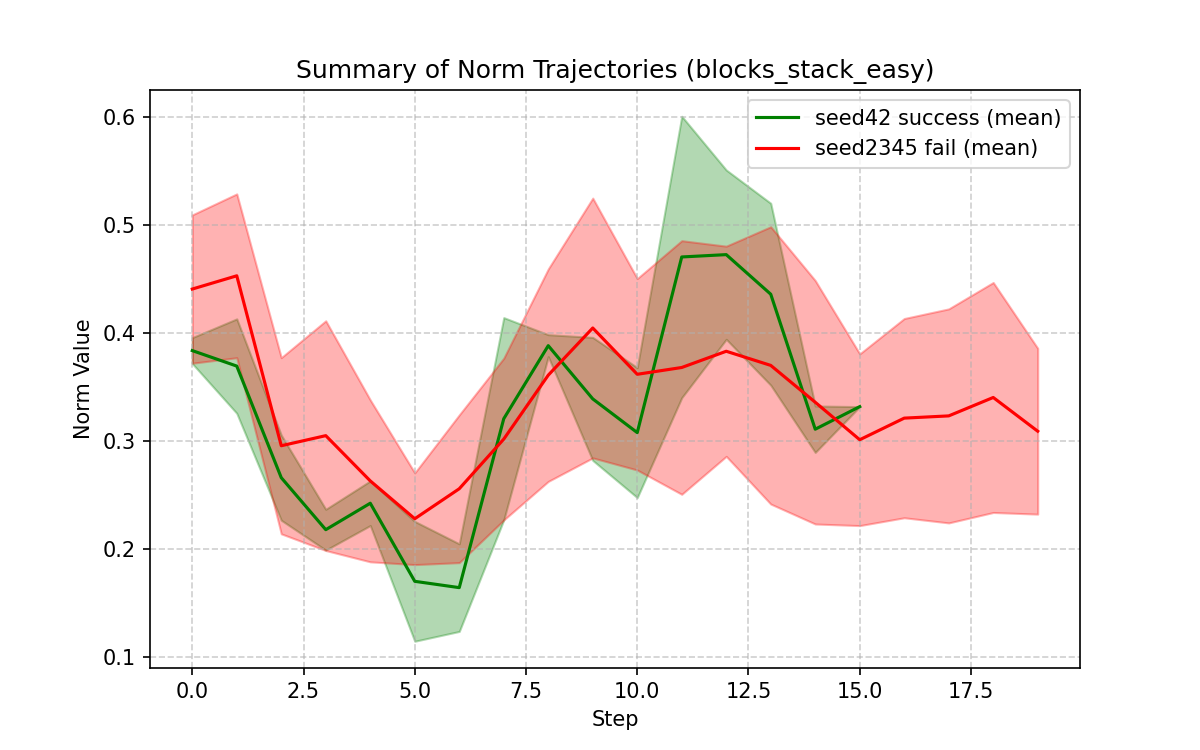 Summary of Norm Trajectories (blocks_stack_easy)
seed42 success (mean)
seed2345 fail (mean)
Norm Value
0.6
0.5
0.4
0.3
0.2
0.1
0.0 2.5 5.0 7.5 10.0 12.5 15.0 17.5
Step